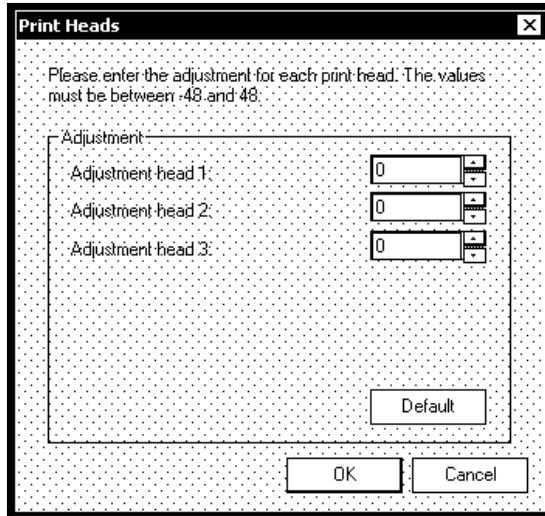 Print Heads
Please enter the adjustment for each print head. The values
must be between -48 and 48.
Adjustment
Adjustment head 1: 0
Adjustment head 2: 0
Adjustment head 3: 0
Default
OK Cancel